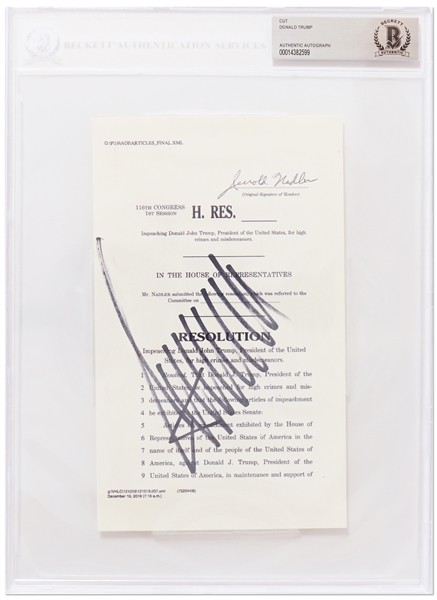 BECKETT AUTHENTICATION SERVICES
CUT
DONALD TRUMP
AUTHENTIC AUTOGRAPH
00014382599
BECKETT
AUTHENTIC
Jerrold Nadler
(Original Signature of Member)
116TH CONGRESS
1ST SESSION
H. RES.
Impeaching Donald John Trump, President of the United States, for high
crimes and misdemeanors.
IN THE HOUSE OF REPRESENTATIVES
Mr. NADLER submitted the following resolution; which was referred to the
Committee on
RESOLUTION
Impeaching Donald John Trump, President of the United
States, for high crimes and misdemeanors.
1 Resolved, That Donald J. Trump, President of the
2 United States, is impeached for high crimes and mis-
3 demeanors and that the following articles of impeachment
4 be exhibited to the United States Senate:
5 Articles of impeachment exhibited by the House of
6 Representatives of the United States of America in the
7 name of itself and of the people of the United States of
8 America, against Donald J. Trump, President of the
9 United States of America, in maintenance and support of
December 10, 2019 (7:16 a.m.)